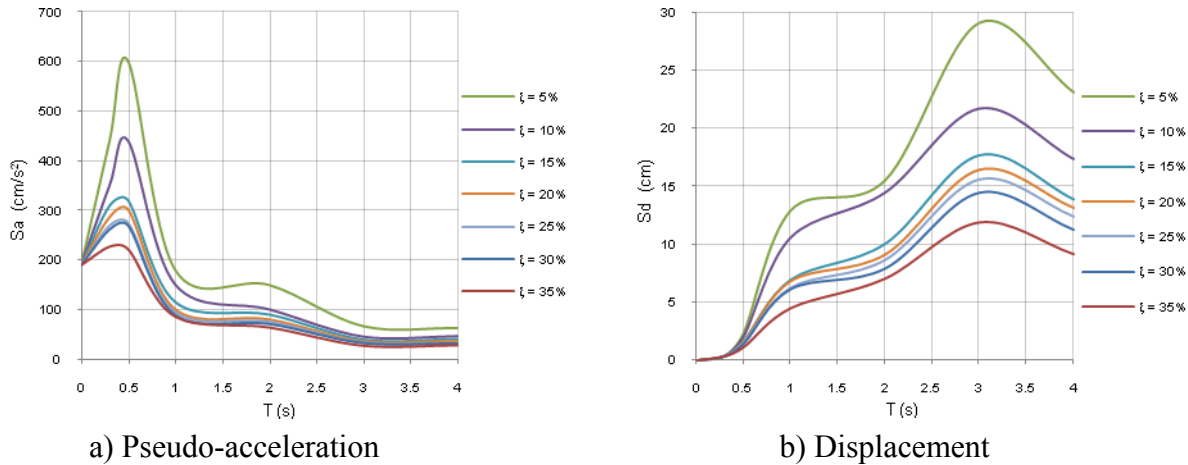 700
600
500
400
300
200
100
0
Sa (cm/s²)
0 0.5 1 1.5 2 2.5 3 3.5 4
T (s)
ξ = 5%
ξ = 10%
ξ = 15%
ξ = 20%
ξ = 25%
ξ = 30%
ξ = 35%
a) Pseudo-acceleration
30
25
20
15
10
5
0
Sd (cm)
0 0.5 1 1.5 2 2.5 3 3.5 4
T (s)
ξ = 5%
ξ = 10%
ξ = 15%
ξ = 20%
ξ = 25%
ξ = 30%
ξ = 35%
b) Displacement